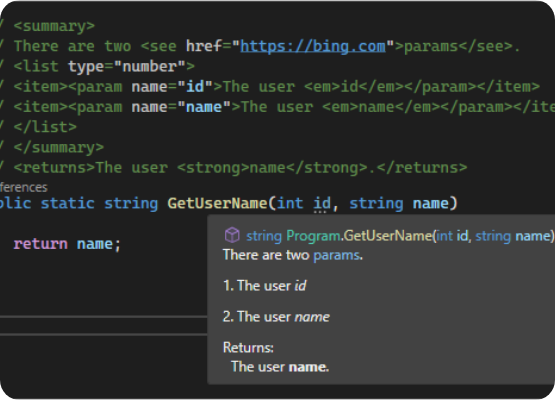 / <summary>
/ There are two <see href="https://bing.com">params</see>.
/ <list type="number">
/ <item><param name="id">The user <em>id</em></param></item>
/ <item><param name="name">The user <em>name</em></param></ite
/ </list>
/ </summary>
/ <returns>The user <strong>name</strong>.</returns>
ferences
blic static string GetUserName(int id, string name)
string Program.GetUserName(int id, string name)
return name;
There are two params.
1. The user id
2. The user name
Returns:
The user name.